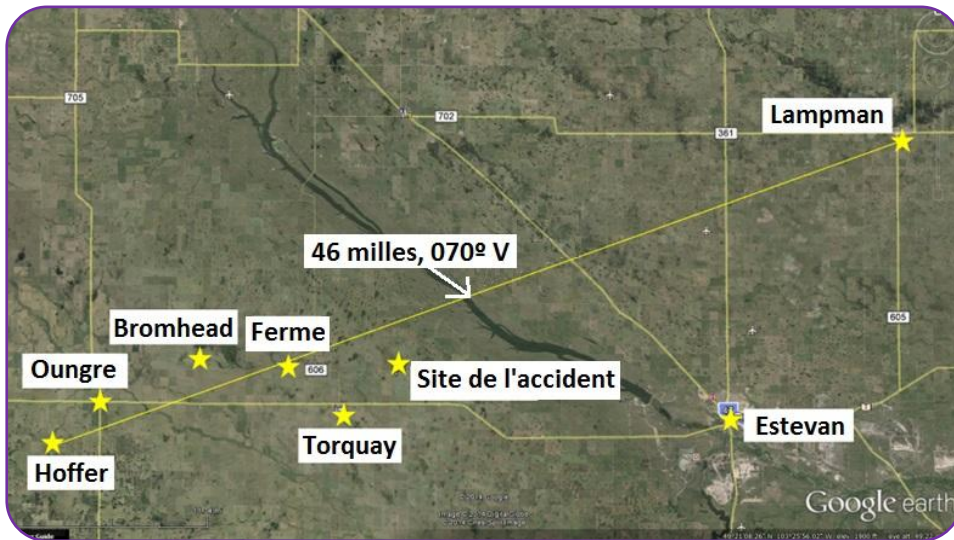 705
702
361
Lampman
46 milles, 070º V
605
Bromhead
Ferme
606
Oungre
Site de l'accident
Torquay
Estevan
Hoffer
Google earth